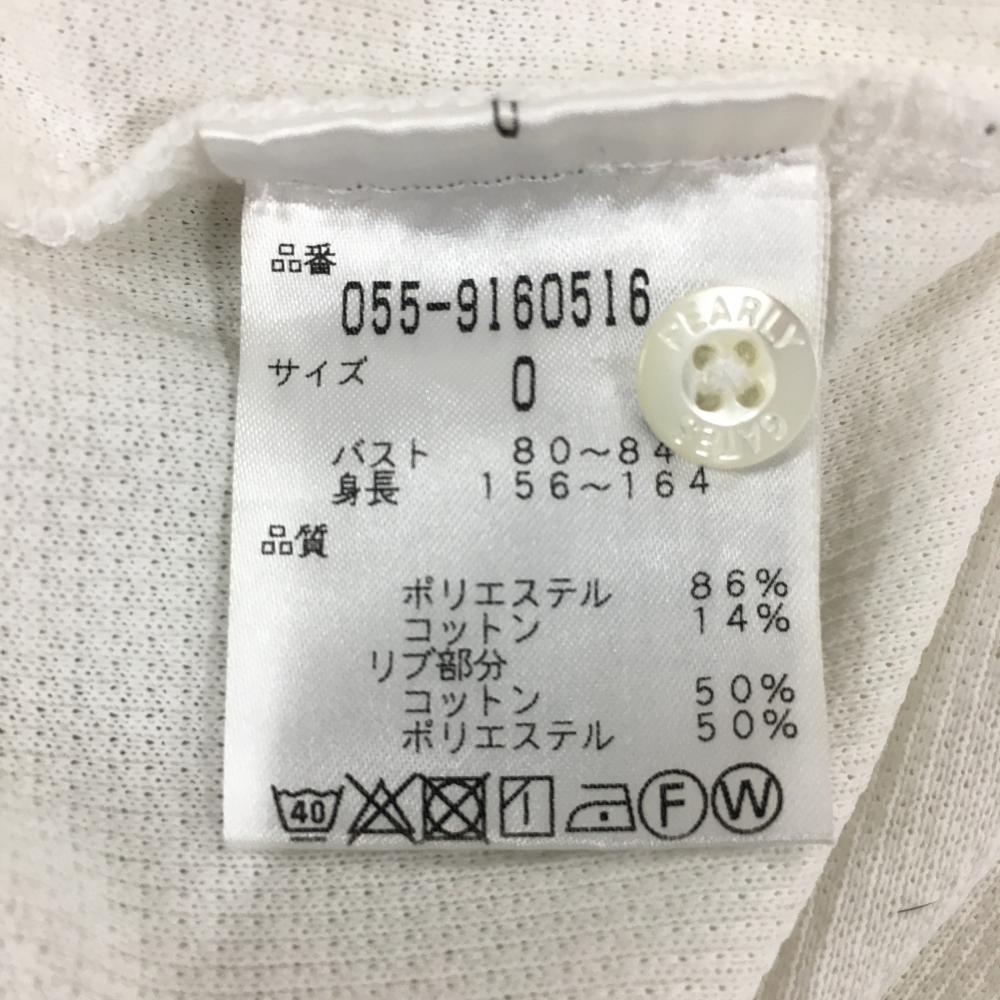 品番
055-9160516
サイズ 0
バスト 80～84
身長 156～164
品質
ポリエステル 86%
コットン 14%
リブ部分
コットン 50%
ポリエステル 50%
40
1
F
W
PEARLY
GATES